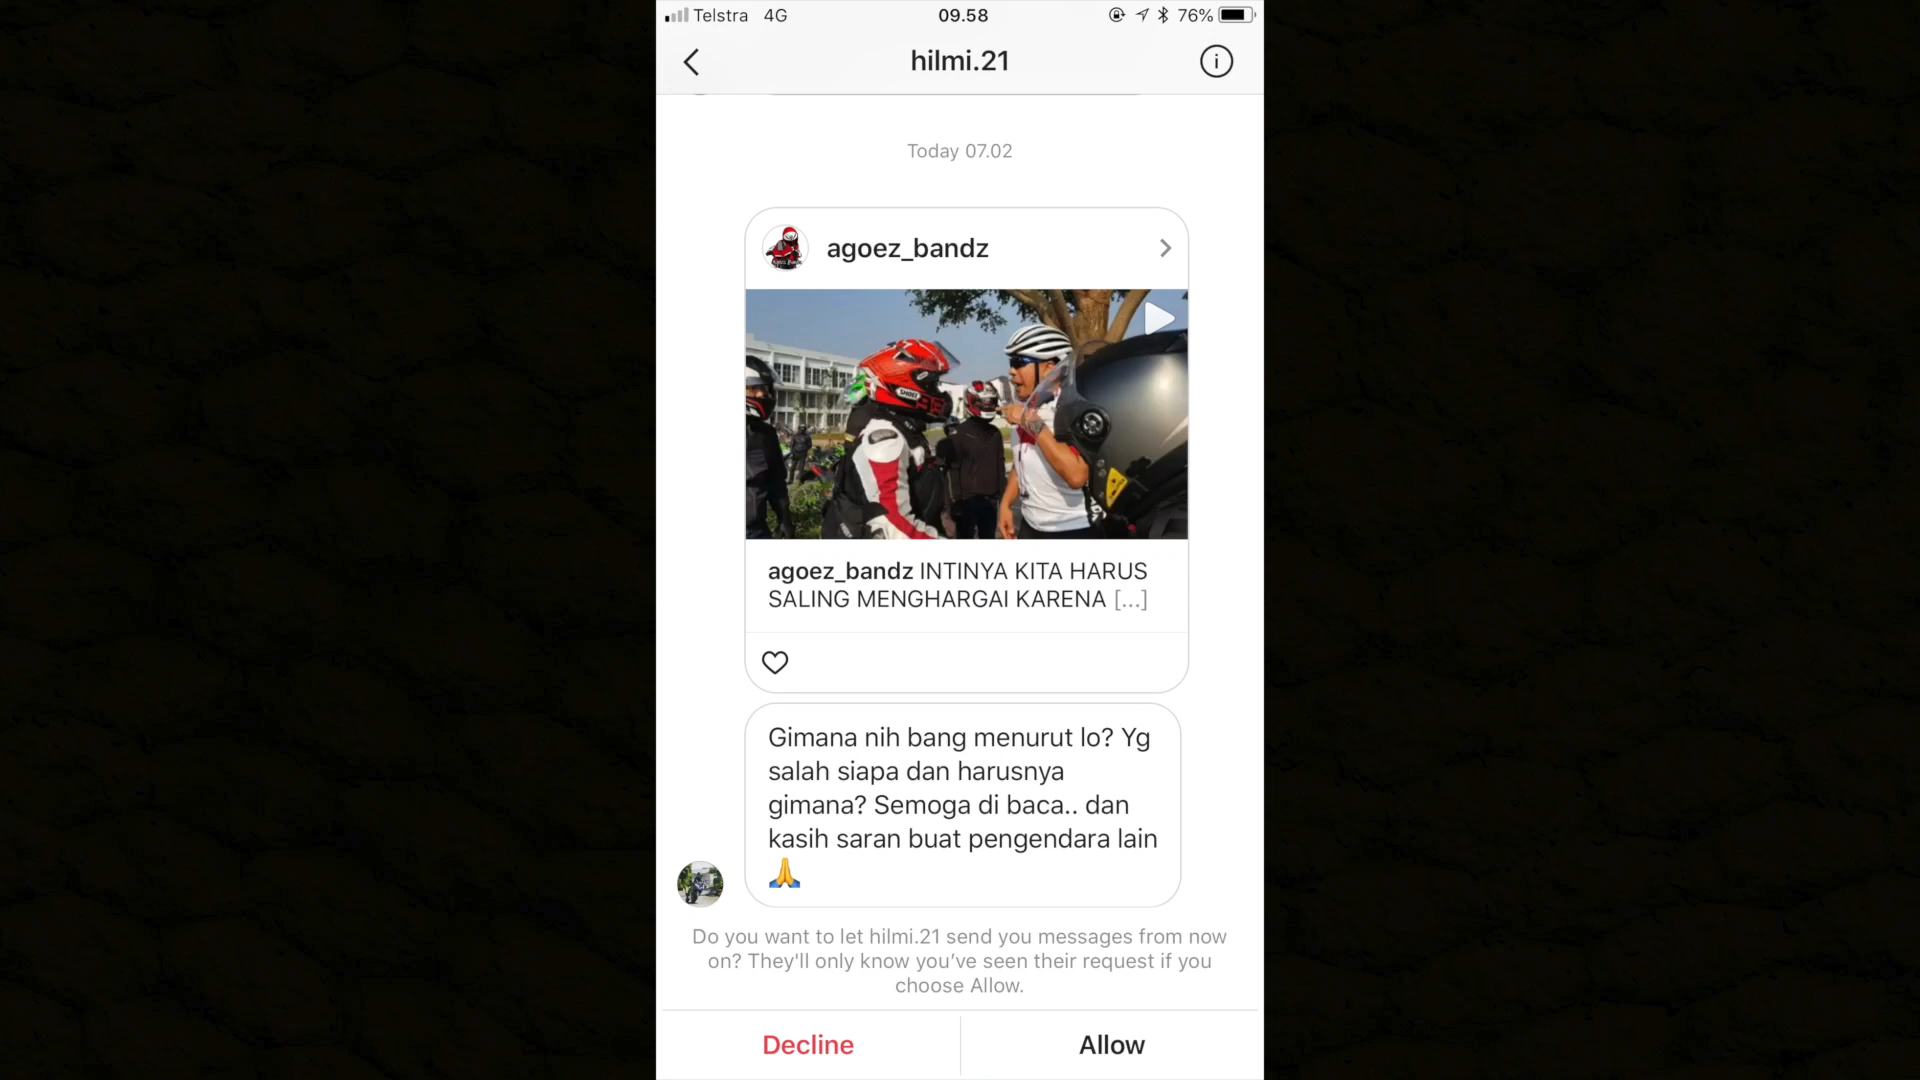 Telstra 4G 09.58 76%
hilmi.21
Today 07.02
agoez_bandz
SHOEI
agoez_bandz INTINYA KITA HARUS
SALING MENGHARGAI KARENA [...]
Gimana nih bang menurut lo? Yg
salah siapa dan harusnya
gimana? Semoga di baca.. dan
kasih saran buat pengendara lain
🙏
Do you want to let hilmi.21 send you messages from now
on? They'll only know you’ve seen their request if you
choose Allow.
Decline Allow